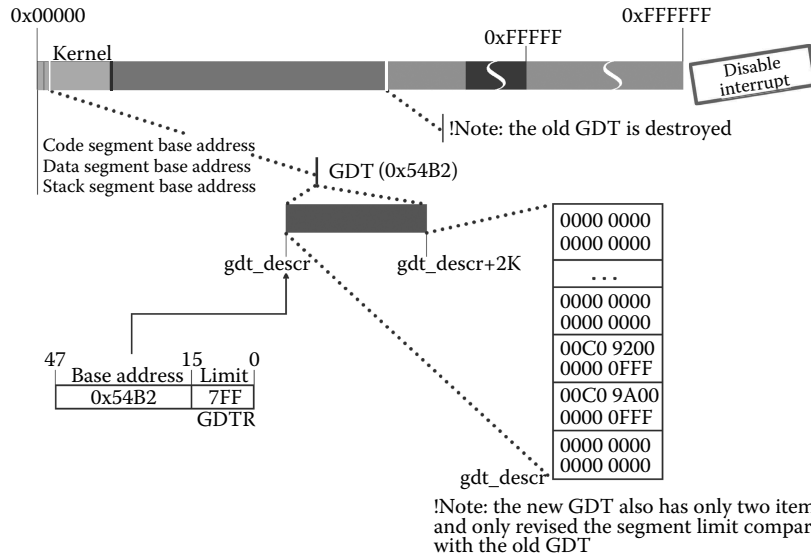 0x00000
0xFFFFFF
0xFFFFF
Kernel
Disable
interrupt
!Note: the old GDT is destroyed
Code segment base address
Data segment base address
Stack segment base address
GDT (0x54B2)
gdt_descr
gdt_descr+2K
0000 0000
0000 0000
...
0000 0000
0000 0000
00C0 9200
0000 0FFF
00C0 9A00
0000 0FFF
0000 0000
0000 0000
47 15 0
Base address Limit
0x54B2 7FF
GDTR
gdt_descr
!Note: the new GDT also has only two item
and only revised the segment limit compar
with the old GDT